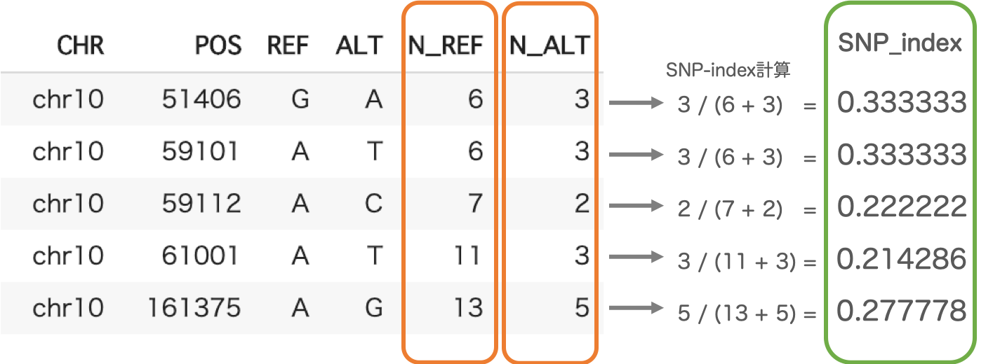 CHR POS REF ALT N_REF N_ALT SNP_index
SNP-index計算
chr10 51406 G A 6 3 3 / (6 + 3) = 0.333333
chr10 59101 A T 6 3 3 / (6 + 3) = 0.333333
chr10 59112 A C 7 2 2 / (7 + 2) = 0.222222
chr10 61001 A T 11 3 3 / (11 + 3) = 0.214286
chr10 161375 A G 13 5 5 / (13 + 5) = 0.277778